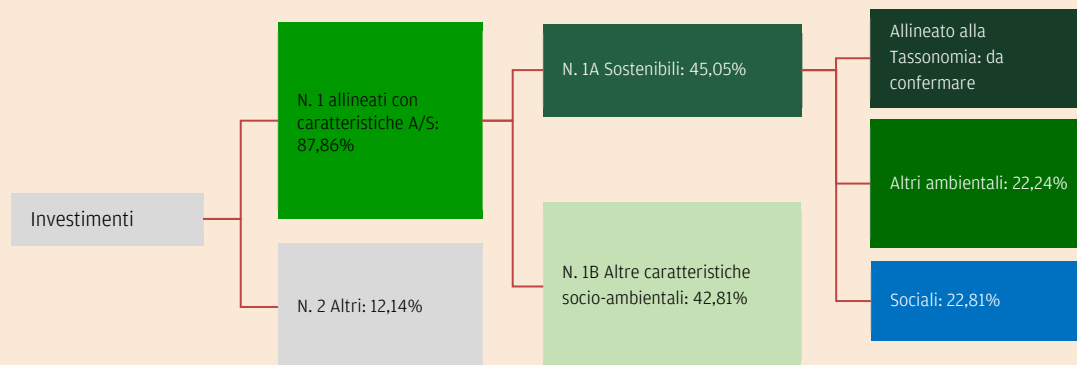 Investimenti
N. 1 allineati con
caratteristiche A/S:
87,86%
N. 2 Altri: 12,14%
N. 1A Sostenibili: 45,05%
N. 1B Altre caratteristiche
socio-ambientali: 42,81%
Allineato alla
Tassonomia: da
confermare
Altri ambientali: 22,24%
Sociali: 22,81%